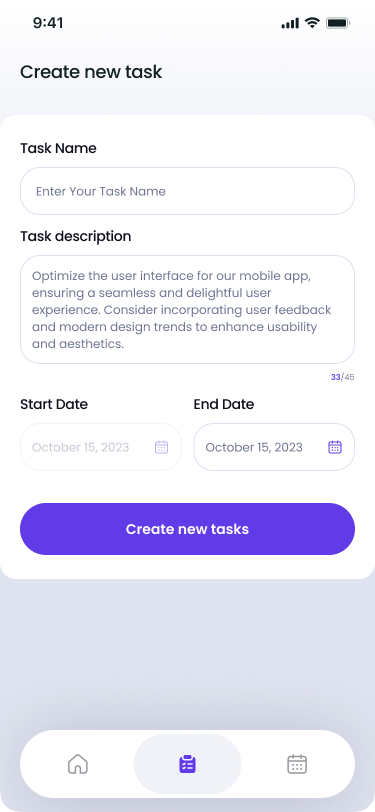 9:41
Create new task
Task Name
Enter Your Task Name
Task description
Optimize the user interface for our mobile app,
ensuring a seamless and delightful user
experience. Consider incorporating user feedback
and modern design trends to enhance usability
and aesthetics.
33/45
Start Date
End Date
October 15, 2023
October 15, 2023
Create new tasks